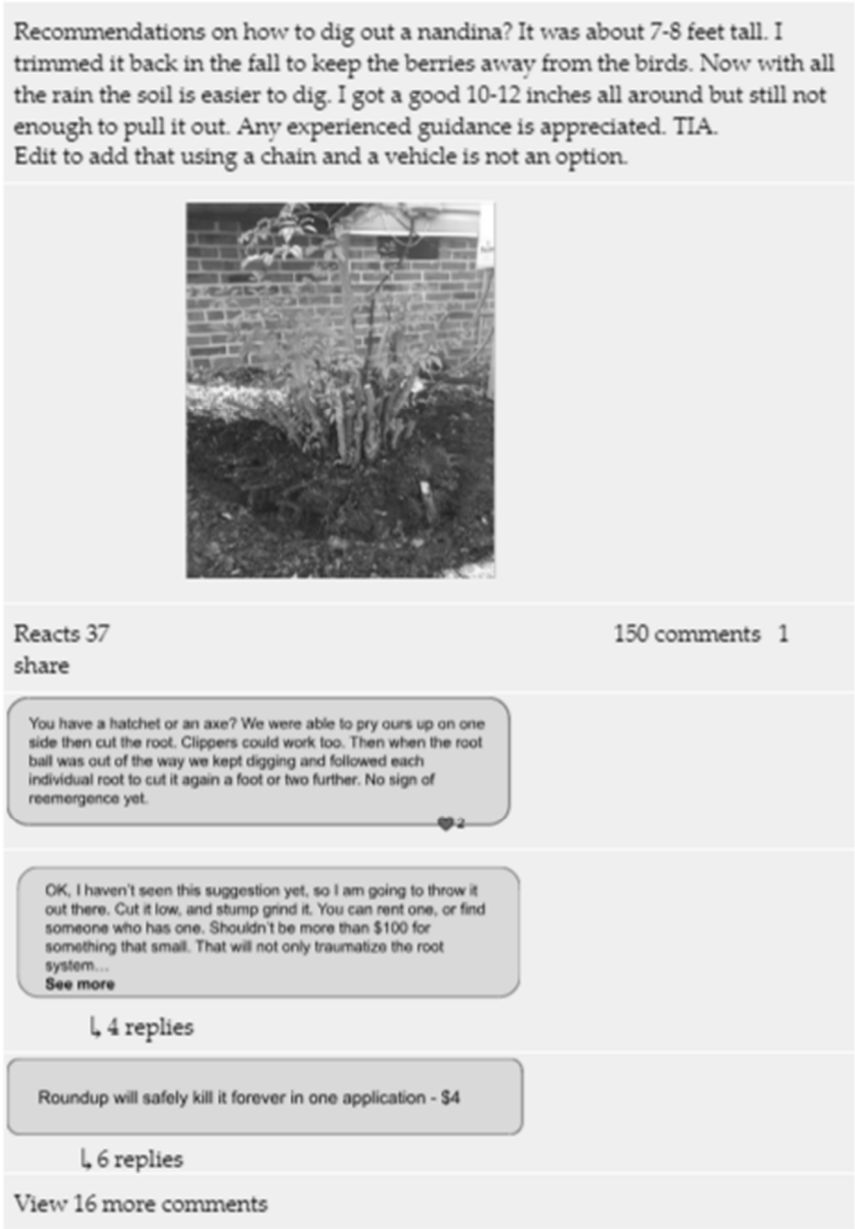 Recommendations on how to dig out a nandina? It was about 7-8 feet tall. I
trimmed it back in the fall to keep the berries away from the birds. Now with all
the rain the soil is easier to dig. I got a good 10-12 inches all around but still not
enough to pull it out. Any experienced guidance is appreciated. TIA.
Edit to add that using a chain and a vehicle is not an option.
Reacts 37 150 comments 1
share
You have a hatchet or an axe? We were able to pry ours up on one
side then cut the root. Clippers could work too. Then when the root
ball was out of the way we kept digging and followed each
individual root to cut it again a foot or two further. No sign of
reemergence yet.
2
OK, I haven't seen this suggestion yet, so I am going to throw it
out there. Cut it low, and stump grind it. You can rent one, or find
someone who has one. Shouldn't be more than $100 for
something that small. That will not only traumatize the root
system...
See more
4 replies
Roundup will safely kill it forever in one application - $4
6 replies
View 16 more comments